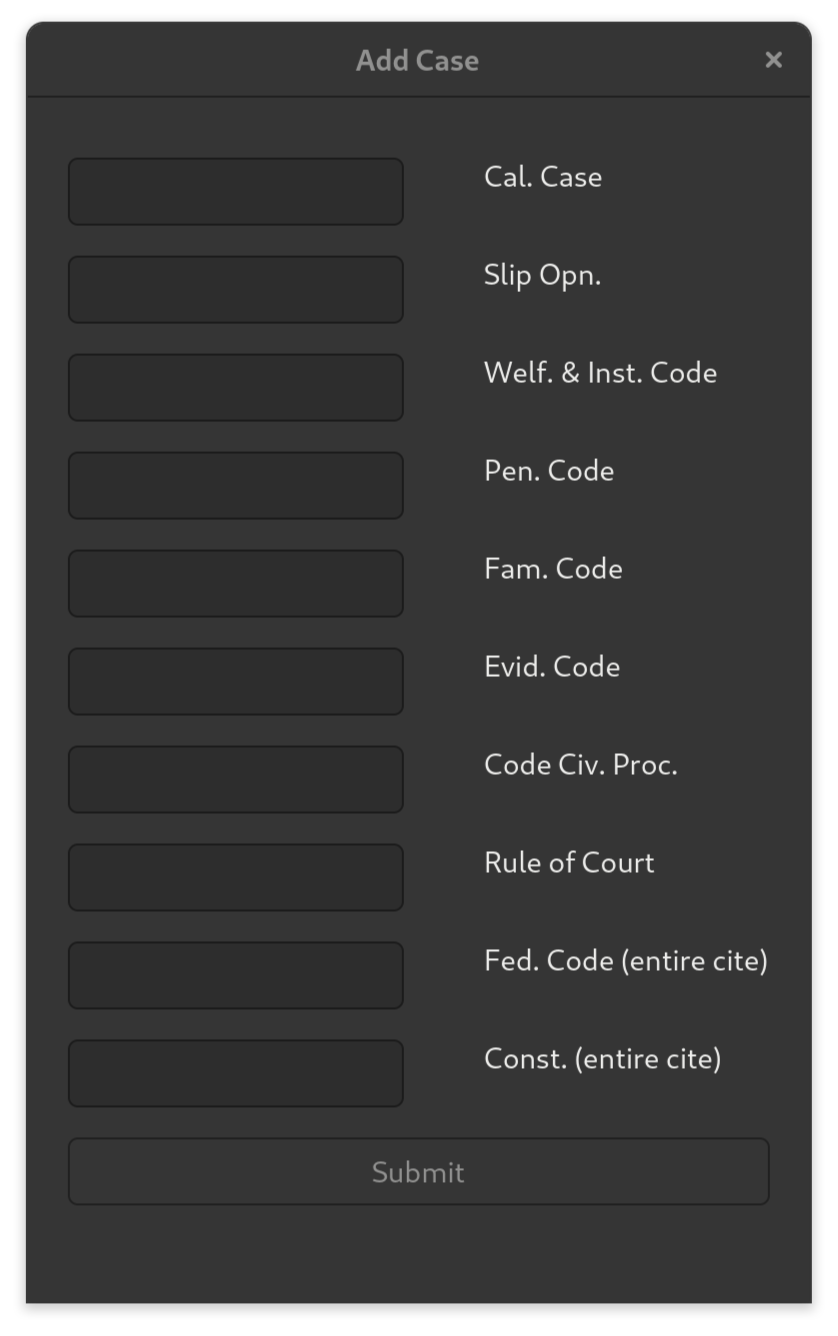 Add Case
Cal. Case
Slip Opn.
Welf. & Inst. Code
Pen. Code
Fam. Code
Evid. Code
Code Civ. Proc.
Rule of Court
Fed. Code (entire cite)
Const. (entire cite)
Submit